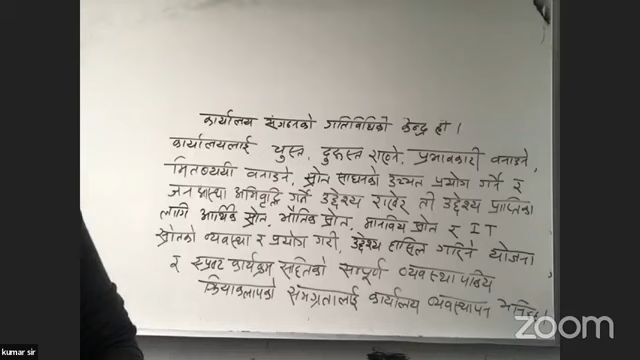 कार्यालय संगठनको गतिविधिको केन्द्र हो ।
कार्यालयलाई चुस्त, दुरुस्त राख्ने, प्रभावकारी बनाउने,
मितव्ययी बनाउने, स्रोत साधनको उच्चतम प्रयोग गर्ने र
जनआस्था अभिवृद्धि गर्ने उद्देश्य राखेर ती उद्देश्य प्राप्तिका
लागि आर्थिक स्रोत, भौतिक स्रोत, मानविय स्रोत र IT
स्रोतको व्यवस्था र प्रयोग गरी, उद्देश्य हासिल गरिने योजना
र स्पष्ट कार्यक्रम सहितको सम्पूर्ण व्यवस्थापकिय
क्रियाकलापको समग्रतालाई कार्यालय व्यवस्थापन भनिन्छ।
zoom
kumar sir